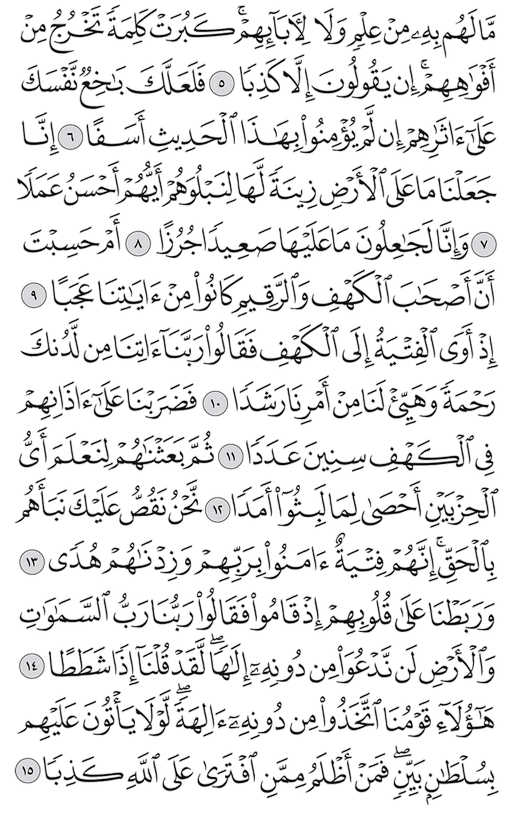 مَّا لَهُم بِهِۦ مِنْ عِلْمٍ وَلَا لِأٓبَآئِهِمْۚ كَبُرَتْ كَلِمَةً تَخْرُجُ مِنْ
أَفْوَٰهِهِمْۚ إِن يَقُولُونَ إِلَّا كَذِبًا ٥ فَلَعَلَّكَ بَٰخِعٌ نَّفْسَكَ
عَلَىٰٓ ءَاثَٰرِهِمْ إِن لَّمْ يُؤْمِنُوا۟ بِهَٰذَا ٱلْحَدِيثِ أَسَفًا ٦ إِنَّا
جَعَلْنَا مَا عَلَى ٱلْأَرْضِ زِينَةً لَّهَا لِنَبْلُوَهُمْ أَيُّهُمْ أَحْسَنُ عَمَلًا
٧ وَإِنَّا لَجَٰعِلُونَ مَا عَلَيْهَا صَعِيدًا جُرُزًا ٨ أَمْ حَسِبْتَ
أَنَّ أَصْحَٰبَ ٱلْكَهْفِ وَٱلرَّقِيمِ كَانُوا۟ مِنْ ءَايَٰتِنَا عَجَبًا ٩
إِذْ أَوَى ٱلْفِتْيَةُ إِلَى ٱلْكَهْفِ فَقَالُوا۟ رَبَّنَآ ءَاتِنَا مِن لَّدُنكَ
رَحْمَةً وَهَيِّئْ لَنَا مِنْ أَمْرِنَا رَشَدًا ١٠ فَضَرَبْنَا عَلَىٰٓ ءَاذَانِهِمْ
فِى ٱلْكَهْفِ سِنِينَ عَدَدًا ١١ ثُمَّ بَعَثْنَٰهُمْ لِنَعْلَمَ أَىُّ
ٱلْحِزْبَيْنِ أَحْصَىٰ لِمَا لَبِثُوٓا۟ أَمَدًا ١٢ نَّحْنُ نَقُصُّ عَلَيْكَ نَبَأَهُم
بِٱلْحَقِّۚ إِنَّهُمْ فِتْيَةٌ ءَامَنُوا۟ بِرَبِّهِمْ وَزِدْنَٰهُمْ هُدًى ١٣
وَرَبَطْنَا عَلَىٰ قُلُوبِهِمْ إِذْ قَامُوا۟ فَقَالُوا۟ رَبُّنَا رَبُّ ٱلسَّمَٰوَٰتِ
وَٱلْأَرْضِ لَن نَّدْعُوَا۟ مِن دُونِهِۦٓ إِلَٰهًاۖ لَّقَدْ قُلْنَآ إِذًا شَطَطًا ١٤
هَٰٓؤُلَآءِ قَوْمُنَا ٱتَّخَذُوا۟ مِن دُونِهِۦٓ ءَالِهَةًۖ لَّوْلَا يَأْتُونَ عَلَيْهِم
بِسُلْطَٰنٍۭ بَيِّنٍۖ فَمَنْ أَظْلَمُ مِمَّنِ ٱفْتَرَىٰ عَلَى ٱللَّهِ كَذِبًا ١٥